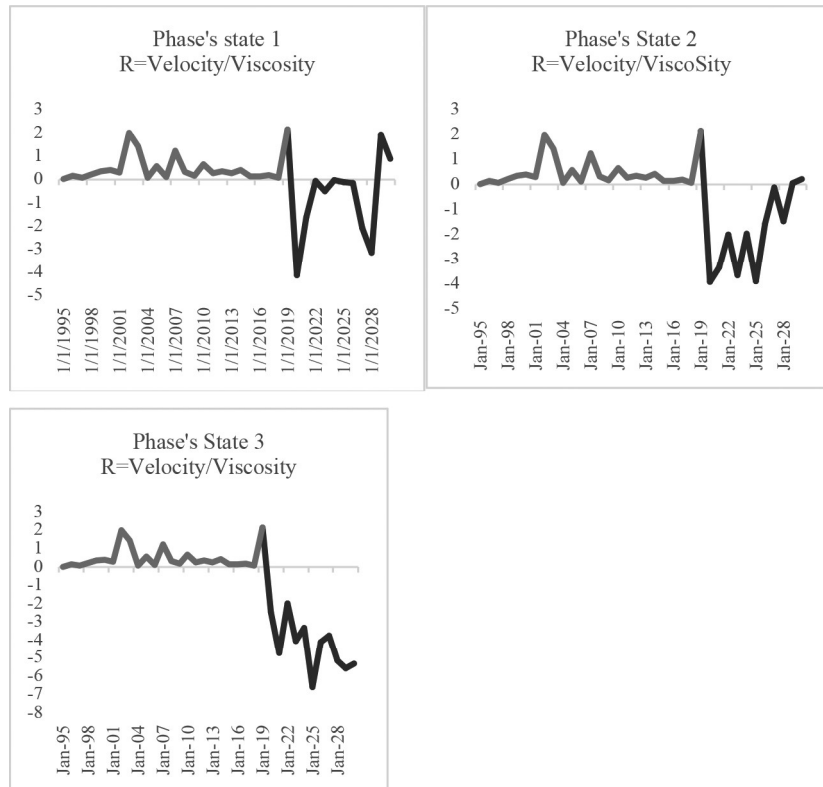 Phase's state 1
R=Velocity/Viscosity
3
2
1
0
-1
-2
-3
-4
-5
1/1/1995
1/1/1998
1/1/2001
1/1/2004
1/1/2007
1/1/2010
1/1/2013
1/1/2016
1/1/2019
1/1/2022
1/1/2025
1/1/2028
Phase's State 2
R=Velocity/ViscoSity
3
2
1
0
-1
-2
-3
-4
-5
Jan-95
Jan-98
Jan-01
Jan-04
Jan-07
Jan-10
Jan-13
Jan-16
Jan-19
Jan-22
Jan-25
Jan-28
Phase's State 3
R=Velocity/Viscosity
3
2
1
0
-1
-2
-3
-4
-5
-6
-7
-8
Jan-95
Jan-98
Jan-01
Jan-04
Jan-07
Jan-10
Jan-13
Jan-16
Jan-19
Jan-22
Jan-25
Jan-28